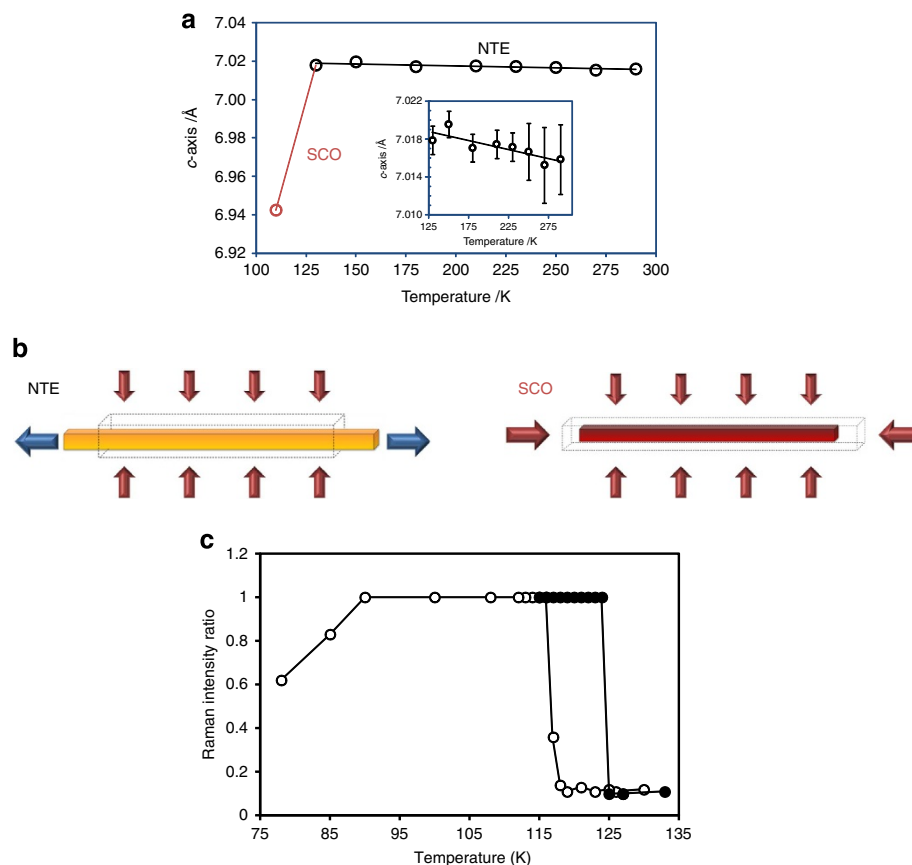 a
7.04
7.02
7.00
6.98
6.96
6.94
6.92
c-axis /Å
NTE
SCO
7.022
7.018
7.014
7.010
c-axis /Å
125 175 225 275
Temperature /K
100 125 150 175 200 225 250 275 300
Temperature /K
b
NTE
SCO
c
1.2
1
0.8
0.6
0.4
0.2
0
Raman intensity ratio
75 85 95 105 115 125 135
Temperature (K)